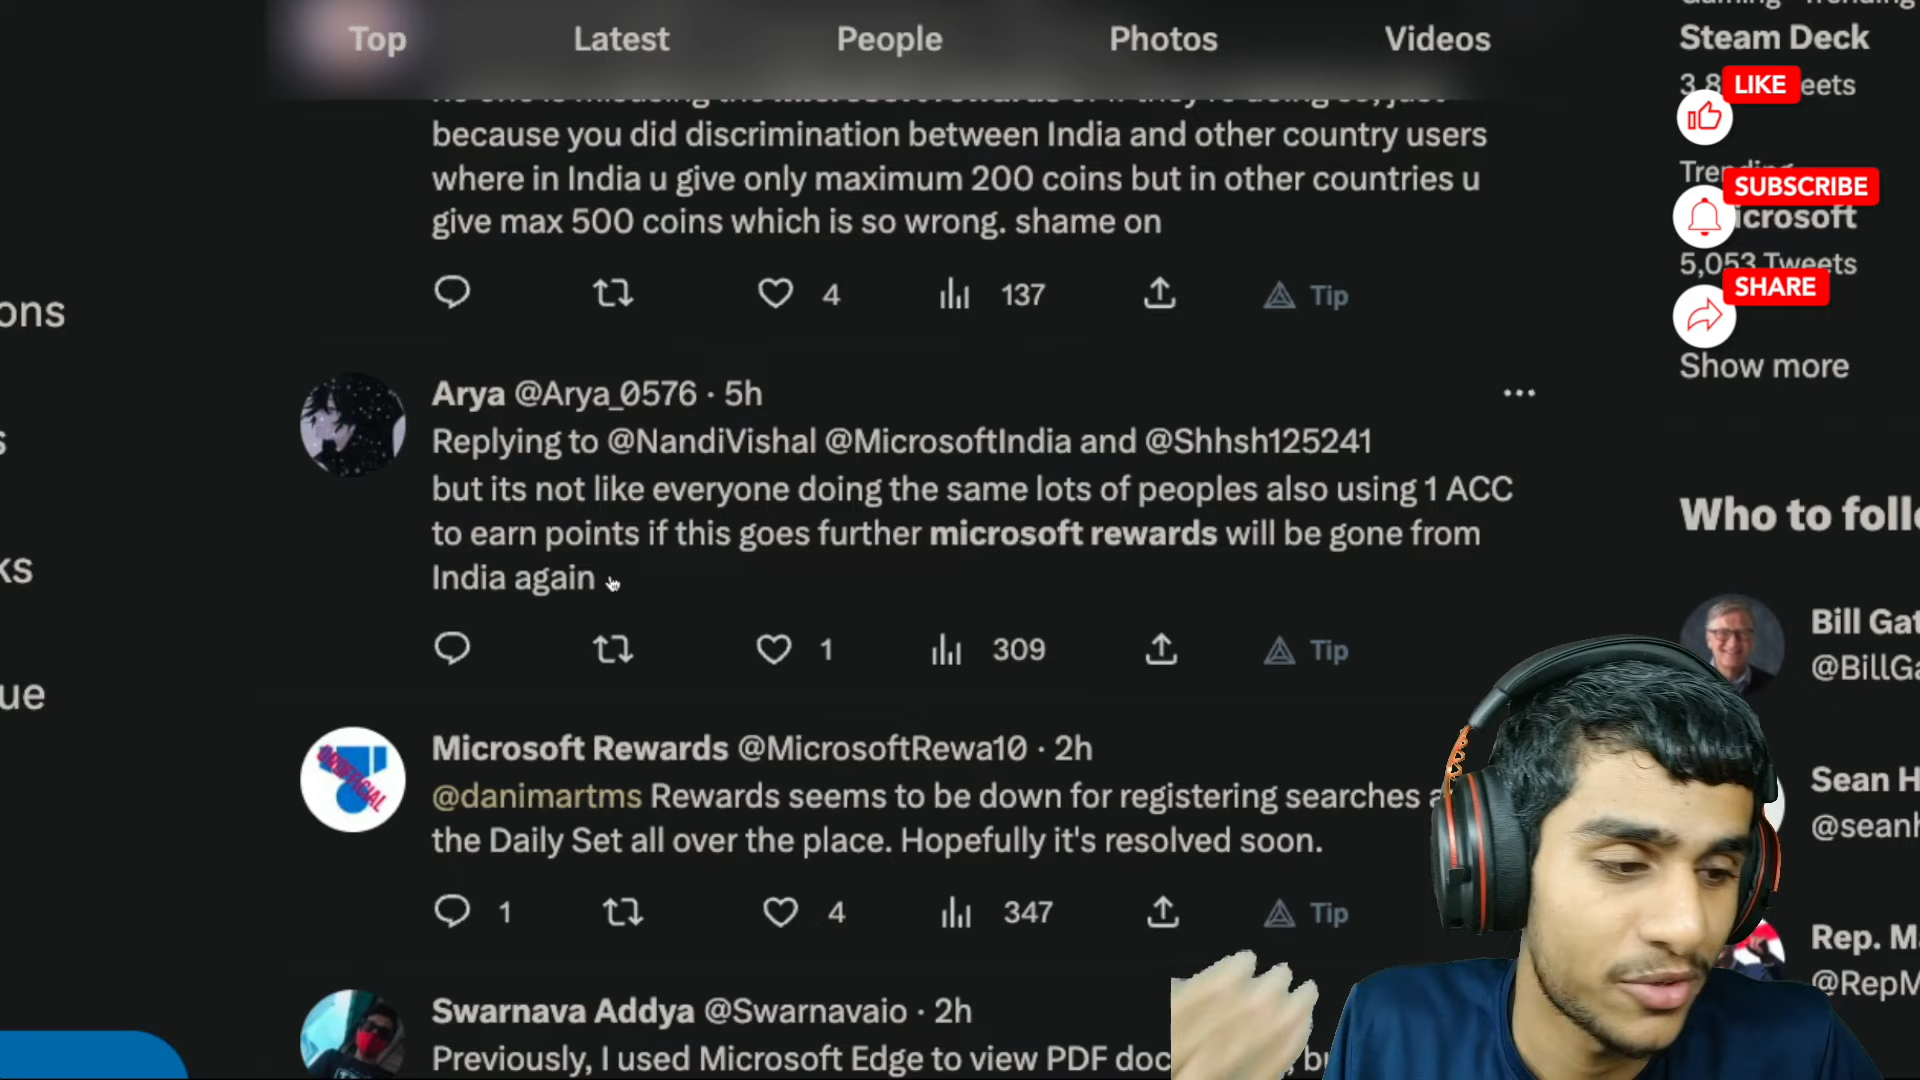 Top Latest People Photos Videos
because you did discrimination between India and other country users
where in India u give only maximum 200 coins but in other countries u
give max 500 coins which is so wrong. shame on
4 137 Tip
Arya @Arya_0576 · 5h
Replying to @NandiVishal @MicrosoftIndia and @Shhsh125241
but its not like everyone doing the same lots of peoples also using 1 ACC
to earn points if this goes further microsoft rewards will be gone from
India again
1 309 Tip
Microsoft Rewards @MicrosoftRewa10 · 2h
UNOFFICIAL
@danimartms Rewards seems to be down for registering searches a
the Daily Set all over the place. Hopefully it's resolved soon.
1 4 347 Tip
Swarnava Addya @Swarnavaio · 2h
Previously, I used Microsoft Edge to view PDF doc
ons
s
ks
ue
Steam Deck
3.8 eets
LIKE
Trending
SUBSCRIBE
icrosoft
5,053 Tweets
SHARE
Show more
Who to foll
Bill Gat
@BillGa
Sean H
@seanh
Rep. M
@RepM